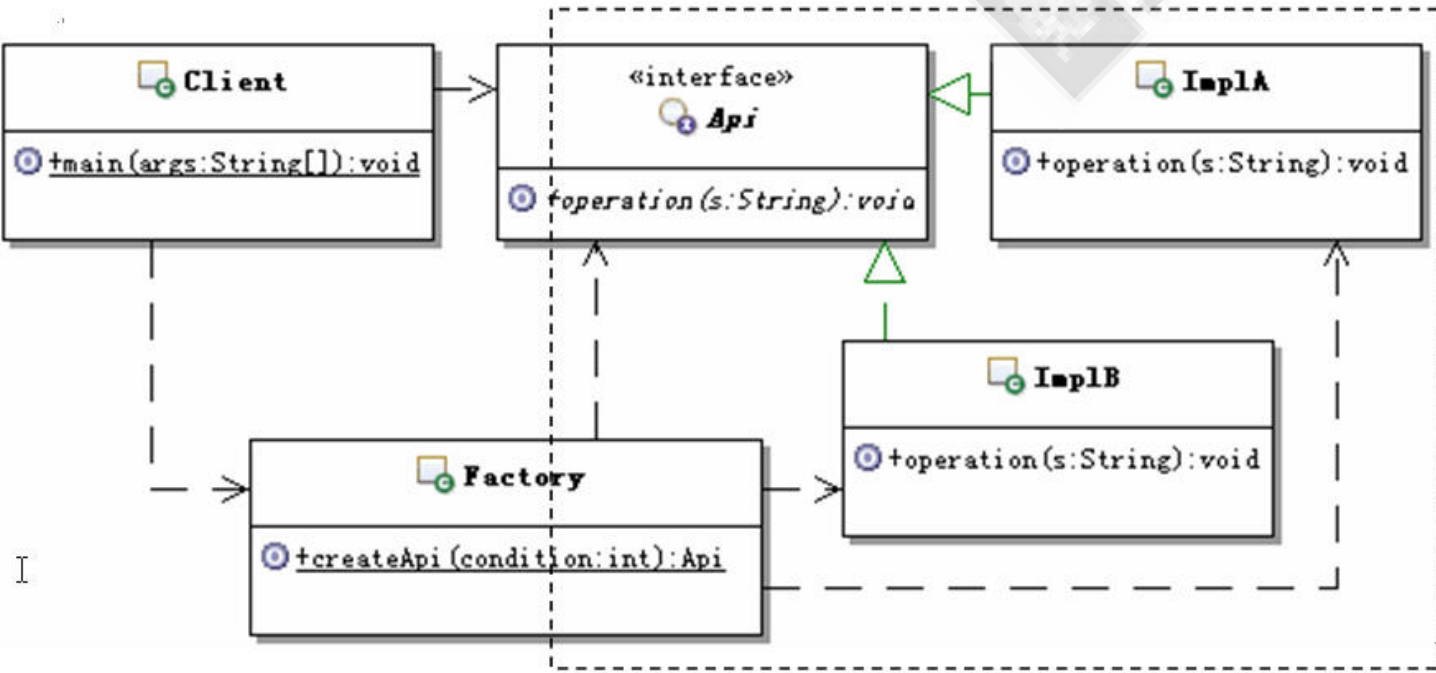 Client
+main(args:String[]):void
«interface»
Api
+operation(s:String):void
ImplA
+operation(s:String):void
ImplB
+operation(s:String):void
Factory
+createApi(condition:int):Api